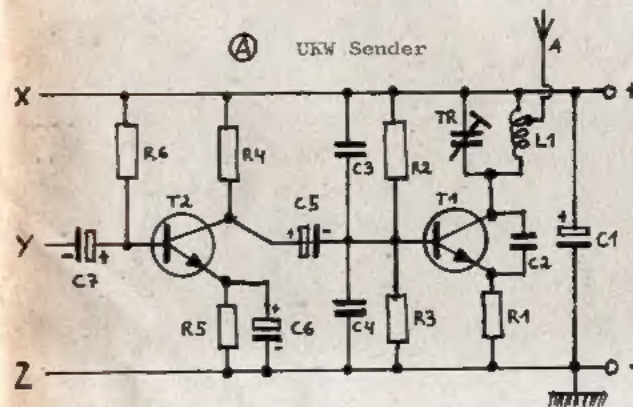 Ⓐ UKW Sender
A
X +
R6 R4 C3 R2 TR L1
T2 C5 T1 C1
+ - +
Y - +
C7 C2
R5 + C6 - C4 R3 R1
Z -